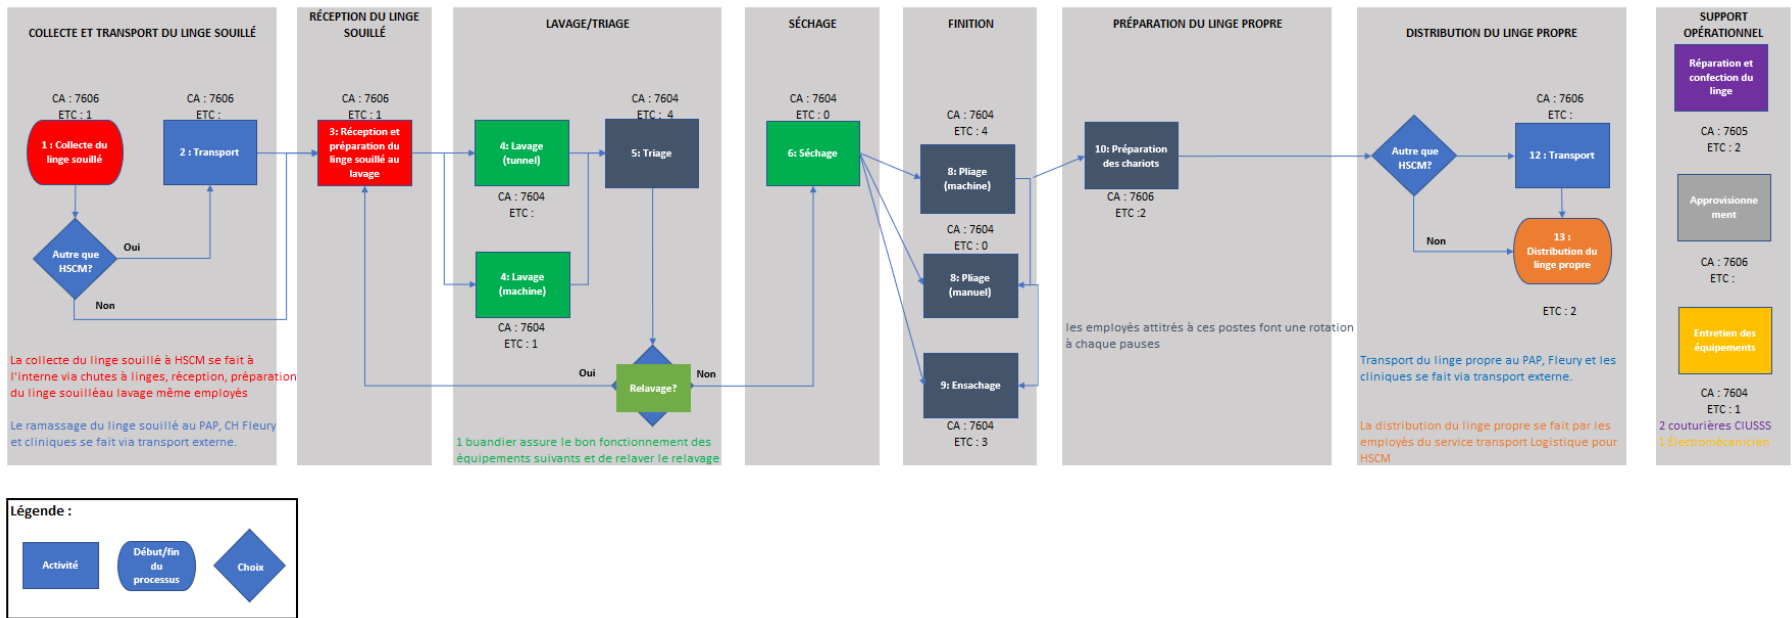 COLLECTE ET TRANSPORT DU LINGE SOUILLÉ
CA : 7606
ETC : 1
1 : Collecte du
linge souillé
CA : 7606
ETC :
2 : Transport
Autre que
HSCM?
Oui
Non
La collecte du linge souillé à HSCM se fait à
l'interne via chutes à linges, réception, préparation
du linge souilléau lavage même employés
Le ramassage du linge souillé au PAP, CH Fleury
et cliniques se fait via transport externe.
RÉCEPTION DU LINGE
SOUILLÉ
CA : 7606
ETC : 1
3: Réception et
préparation du
linge souillé au
lavage
LAVAGE/TRIAGE
4: Lavage
(tunnel)
CA : 7604
ETC :
4: Lavage
(machine)
CA : 7604
ETC : 1
CA : 7604
ETC : 4
5: Triage
Oui
Relavage?
Non
1 buandier assure le bon fonctionnement des
équipements suivants et de relaver le relavage
SÉCHAGE
CA : 7604
ETC : 0
6: Séchage
FINITION
CA : 7604
ETC : 4
8: Pliage
(machine)
CA : 7604
ETC : 0
8: Pliage
(manuel)
9: Ensachage
CA : 7604
ETC : 3
PRÉPARATION DU LINGE PROPRE
10: Préparation
des chariots
CA : 7606
ETC :2
les employés attitrés à ces postes font une rotation
à chaque pauses
DISTRIBUTION DU LINGE PROPRE
Autre que
HSCM?
CA : 7606
ETC :
12 : Transport
Non
13 :
Distribution du
linge propre
ETC : 2
Transport du linge propre au PAP, Fleury et les
cliniques se fait via transport externe.
La distribution du linge propre se fait par les
employés du service transport Logistique pour
HSCM
SUPPORT
OPÉRATIONNEL
Réparation et
confection du
linge
CA : 7605
ETC : 2
Approvisionne
ment
CA : 7606
ETC :
Entretien des
équipements
CA : 7604
ETC : 1
2 couturières CIUSSS
1 Électromécanicien
Légende :
Activité
Début/fin
du
processus
Choix